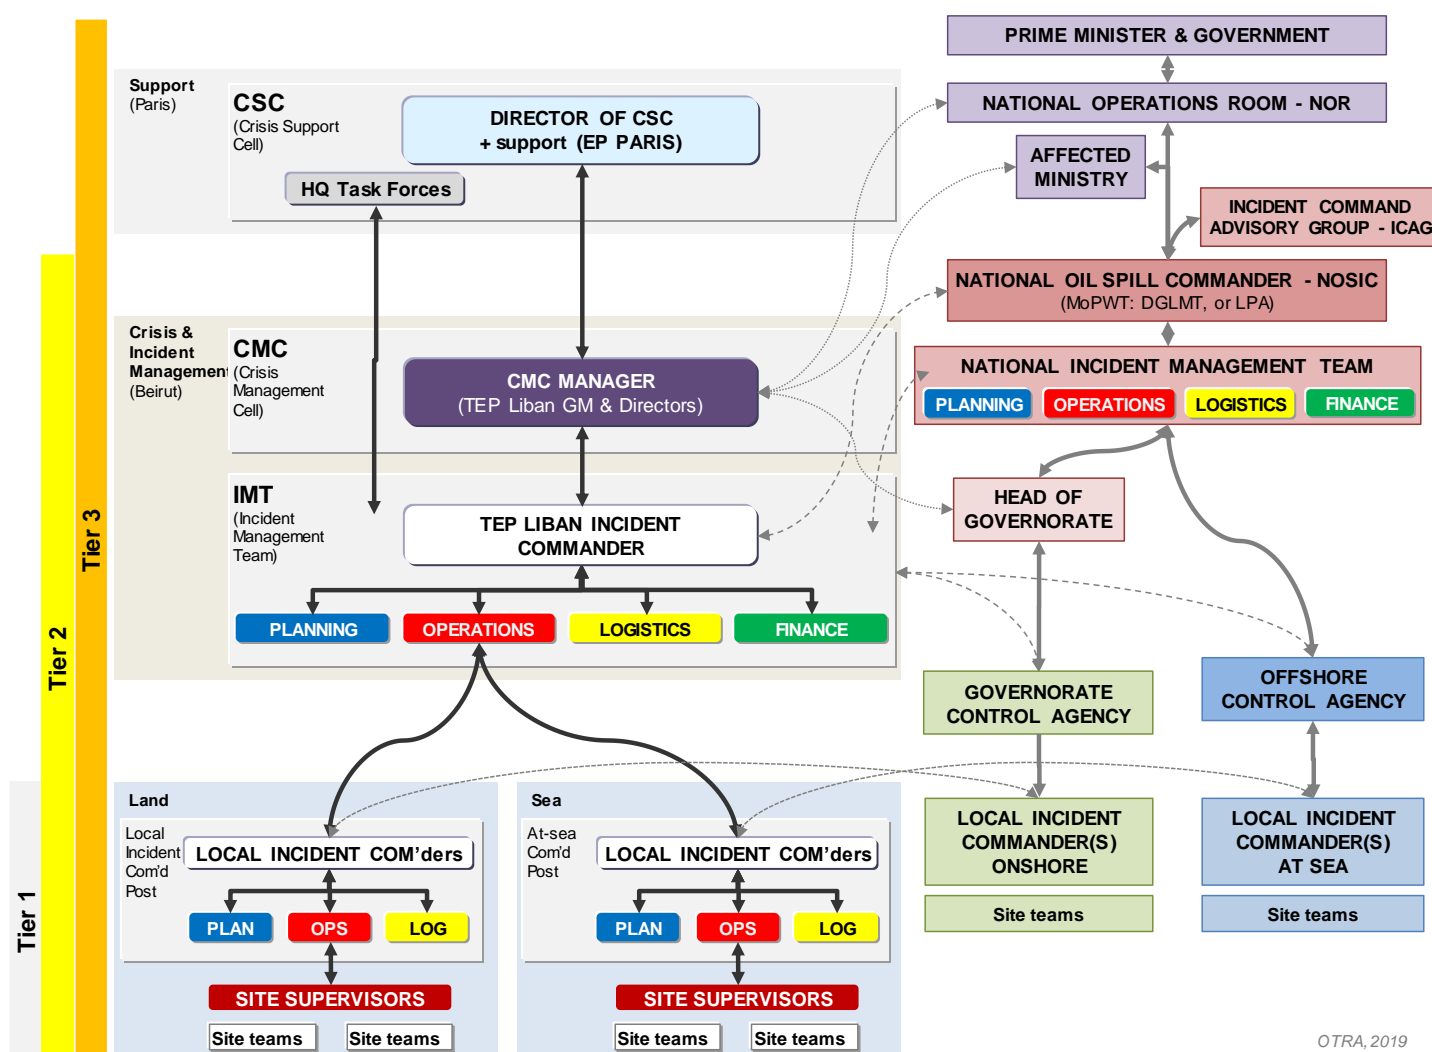 PRIME MINISTER & GOVERNMENT
Support
(Paris)
CSC
(Crisis Support
Cell)
DIRECTOR OF CSC
+ support (EP PARIS)
HQ Task Forces
NATIONAL OPERATIONS ROOM - NOR
AFFECTED
MINISTRY
INCIDENT COMMAND
ADVISORY GROUP - ICAG
NATIONAL OIL SPILL COMMANDER - NOSIC
(MoPWT: DGLMT, or LPA)
Crisis &
Incident
Management
(Beirut)
CMC
(Crisis
Management
Cell)
CMC MANAGER
(TEP Liban GM & Directors)
NATIONAL INCIDENT MANAGEMENT TEAM
PLANNING
OPERATIONS
LOGISTICS
FINANCE
IMT
(Incident
Management
Team)
TEP LIBAN INCIDENT
COMMANDER
HEAD OF
GOVERNORATE
PLANNING
OPERATIONS
LOGISTICS
FINANCE
Tier 3
Tier 2
Tier 1
GOVERNORATE
CONTROL AGENCY
OFFSHORE
CONTROL AGENCY
Land
Local
Incident
Com'd
Post
LOCAL INCIDENT COM'ders
PLAN
OPS
LOG
SITE SUPERVISORS
Site teams
Site teams
Sea
At-sea
Com'd
Post
LOCAL INCIDENT COM'ders
PLAN
OPS
LOG
SITE SUPERVISORS
Site teams
Site teams
LOCAL INCIDENT
COMMANDER(S)
ONSHORE
Site teams
LOCAL INCIDENT
COMMANDER(S)
AT SEA
Site teams
OTRA, 2019